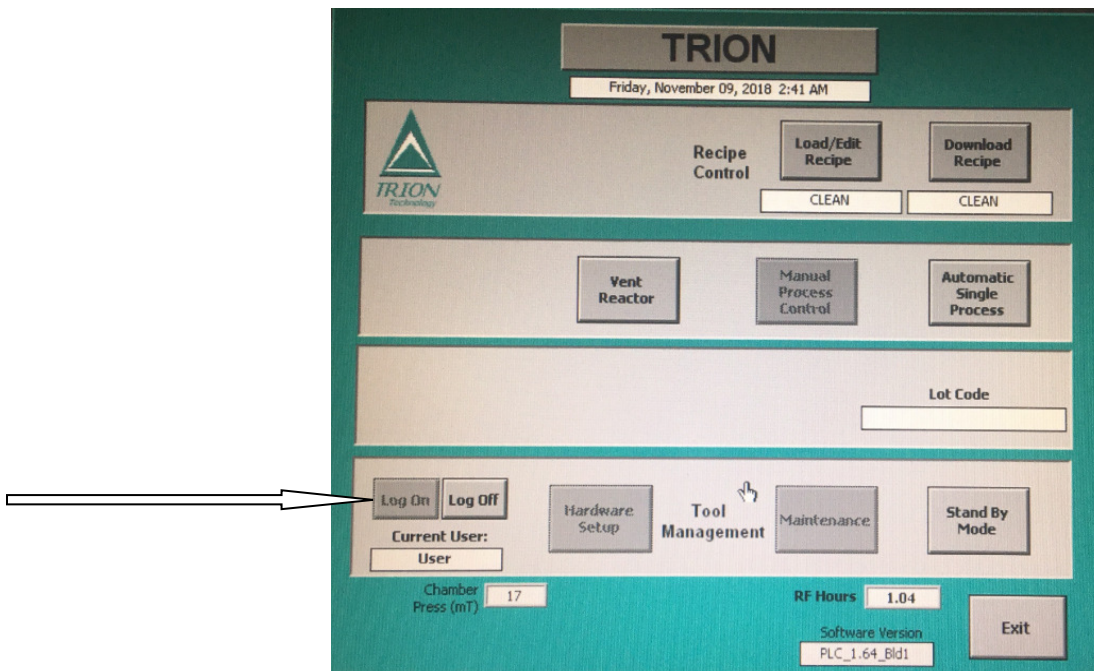 TRION
Friday, November 09, 2018 2:41 AM
TRION
Technology
Recipe
Control
Load/Edit
Recipe
Download
Recipe
CLEAN
CLEAN
Vent
Reactor
Manual
Process
Control
Automatic
Single
Process
Lot Code
Log On
Log Off
Current User:
User
Hardware
Setup
Tool
Management
Maintenance
Stand By
Mode
Chamber
Press (mT)
17
RF Hours
1.04
Software Version
PLC_1.64_Bld1
Exit